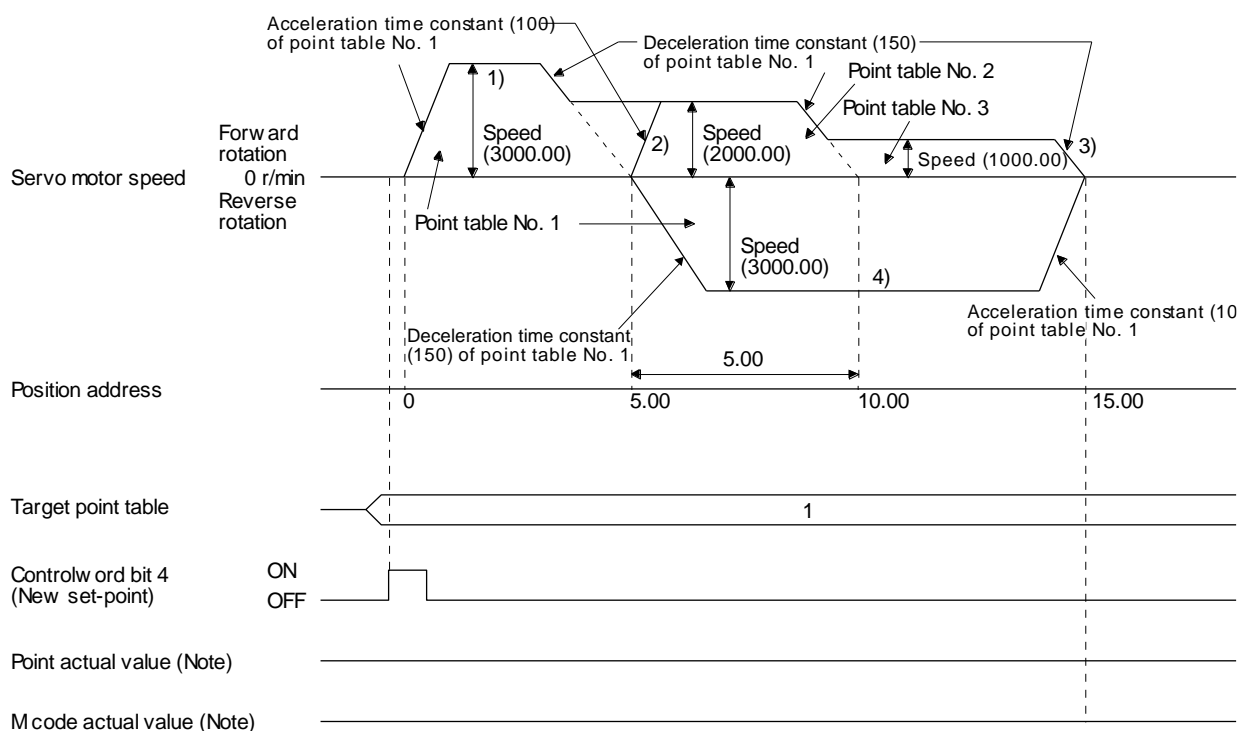 Acceleration time constant (100)
of point table No. 1
Deceleration time constant (150)
of point table No. 1
Point table No. 2
Point table No. 3
1)
2)
3)
Speed
(3000.00)
Speed
(2000.00)
Speed (1000.00)
Forward
rotation
Servo motor speed
0 r/min
Reverse
rotation
Point table No. 1
Speed
(3000.00)
4)
Acceleration time constant (10
of point table No. 1
Deceleration time constant
(150) of point table No. 1
5.00
Position address
0
5.00
10.00
15.00
Target point table
1
Controlword bit 4
(New set-point)
ON
OFF
Point actual value (Note)
M code actual value (Note)